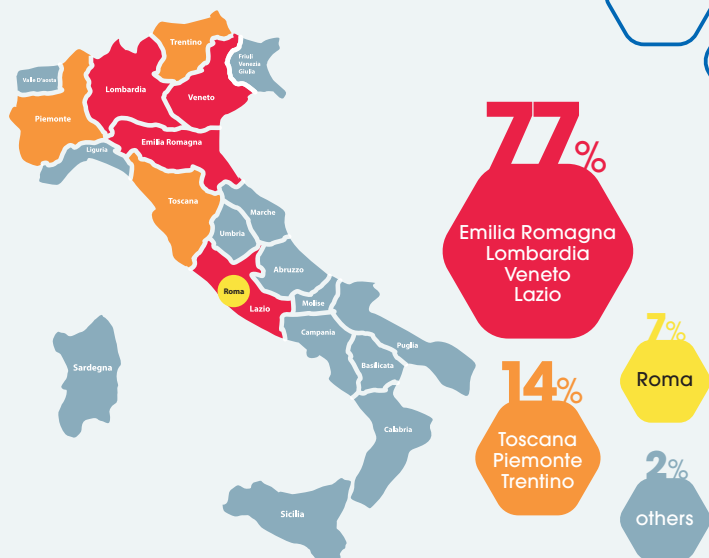 Trentino
Friuli
Venezia
Giulia
Valle D'aosta
Lombardia
Veneto
Piemonte
Emilia Romagna
Liguria
Toscana
Marche
Umbria
Abruzzo
Roma
Lazio
Molise
Campania
Puglia
Basilicata
Sardegna
Calabria
Sicilia
77%
Emilia Romagna
Lombardia
Veneto
Lazio
14%
Toscana
Piemonte
Trentino
7%
Roma
2%
others